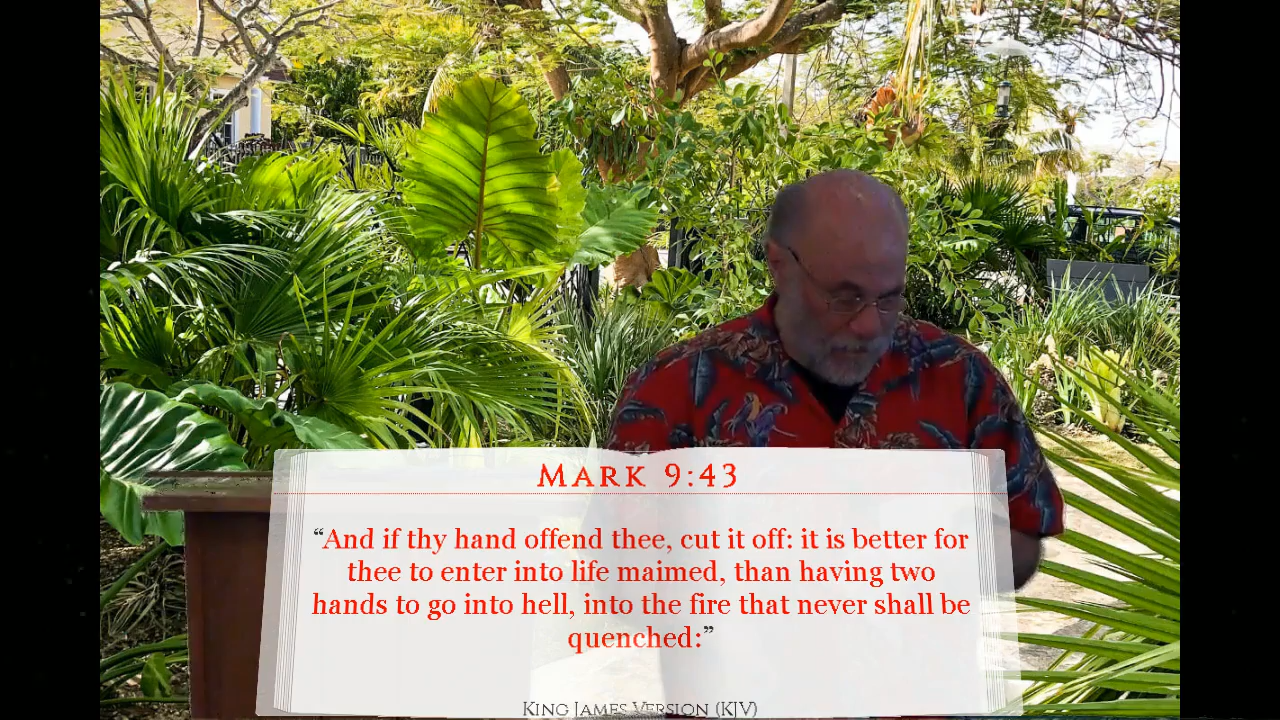 Mark 9:43
“And if thy hand offend thee, cut it off: it is better for
thee to enter into life maimed, than having two
hands to go into hell, into the fire that never shall be
quenched:”
King James Version (KJV)